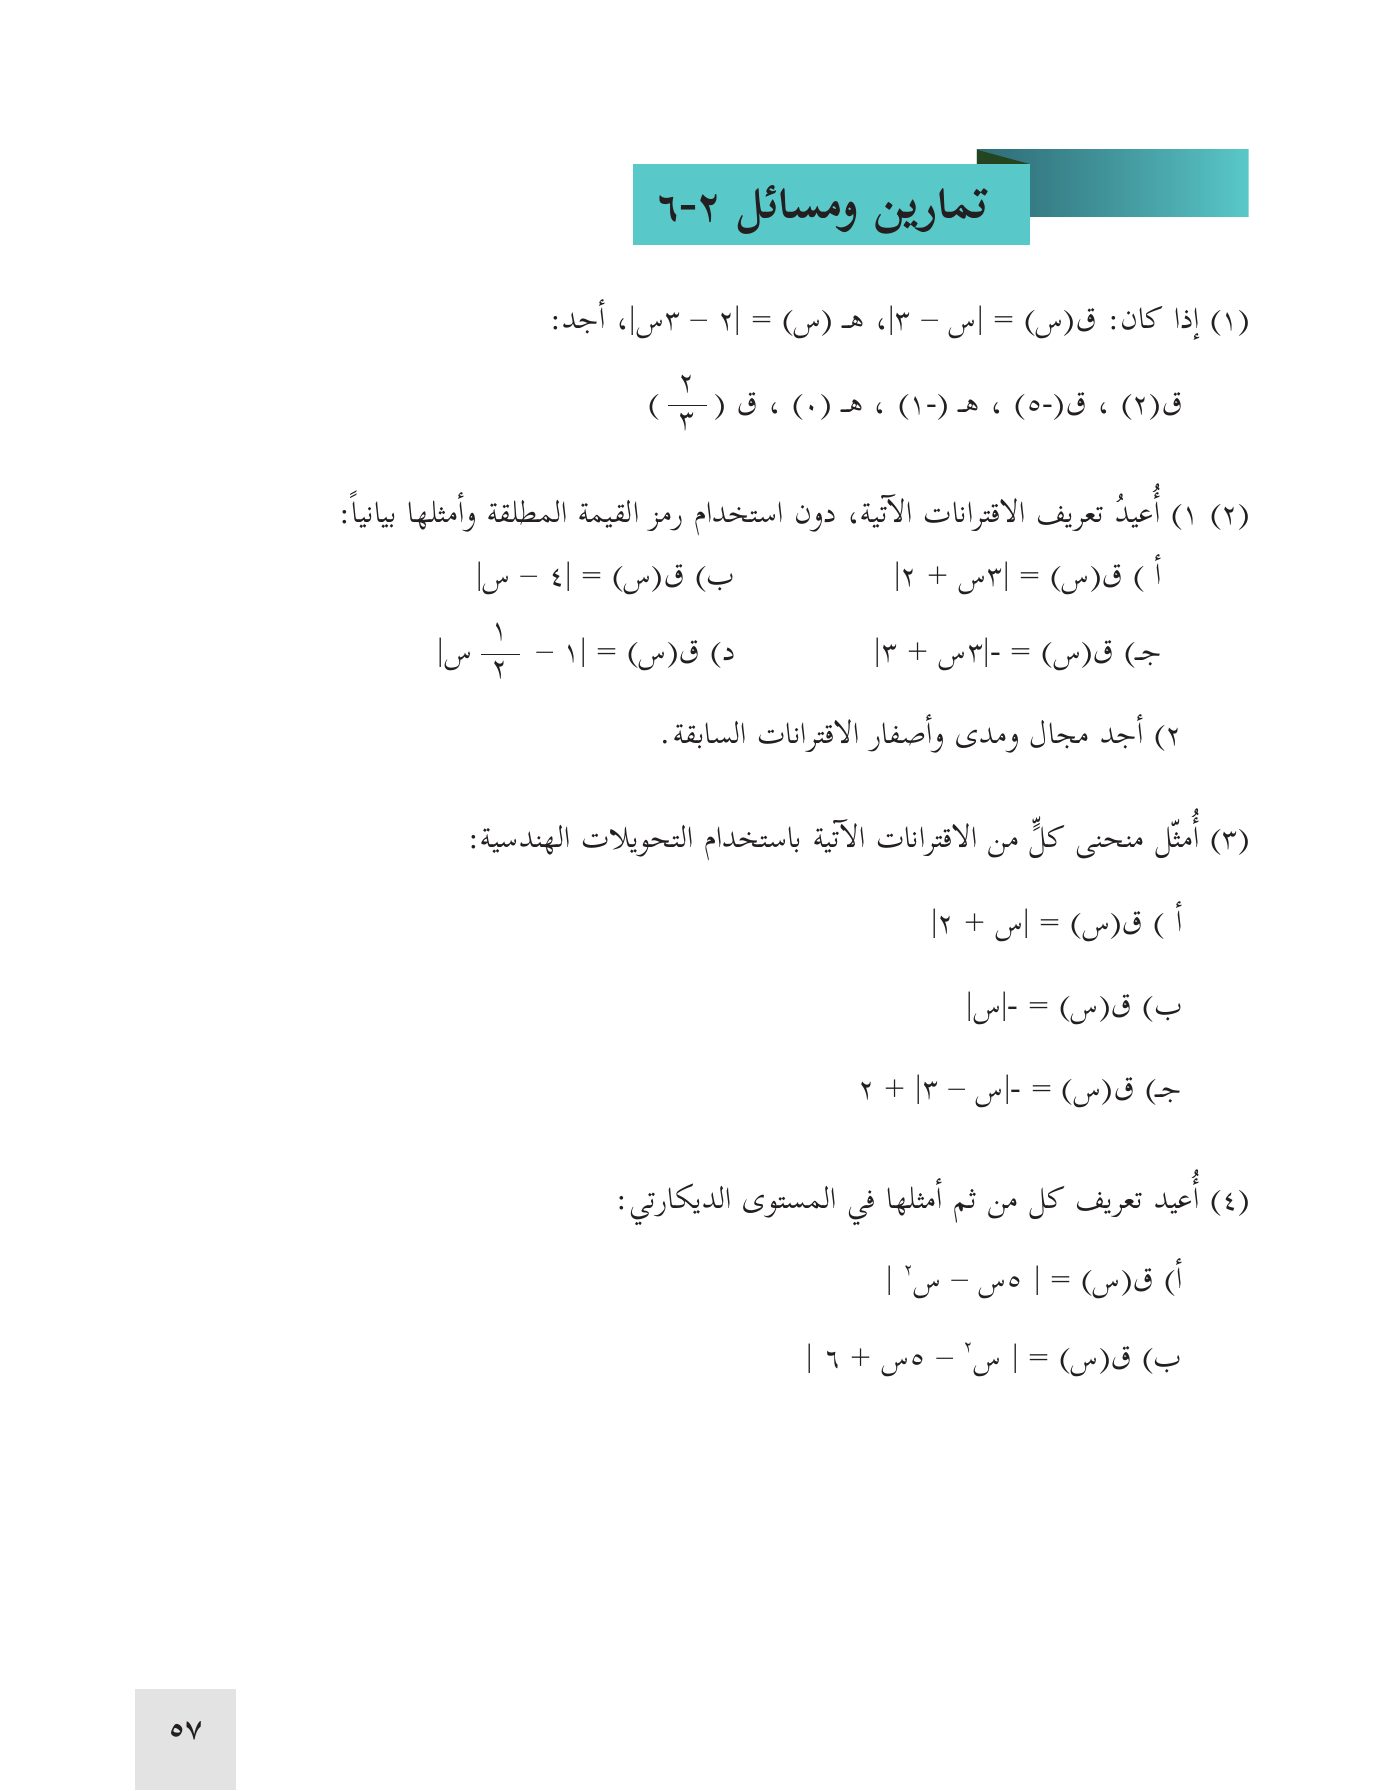 تمارين ومسائل ٢-٦
(١) إذا كان: ق(س) = |س – ٣|، هـ (س) = |٢ – ٣س|، أجد:
ق(٢) ، ق(-٥) ، هـ (-١) ، هـ (٠) ، ق ( ٢/٣ )
(٢) ١) أُعيدُ تعريف الاقترانات الآتية، دون استخدام رمز القيمة المطلقة وأمثلها بيانياً:
أ ) ق(س) = |٣س + ٢| ب) ق(س) = |٤ – س|
جـ) ق(س) = -|٣س + ٣| د) ق(س) = |١ – ١/٢ س|
٢) أجد مجال ومدى وأصفار الاقترانات السابقة.
(٣) أُمثّل منحنى كلٍّ من الاقترانات الآتية باستخدام التحويلات الهندسية:
أ ) ق(س) = |س + ٢|
ب) ق(س) = -|س|
جـ) ق(س) = -|س – ٣| + ٢
(٤) أُعيد تعريف كل من ثم أمثلها في المستوى الديكارتي:
أ) ق(س) = | ٥س – س٢ |
ب) ق(س) = | س٢ – ٥س + ٦ |
٥٧